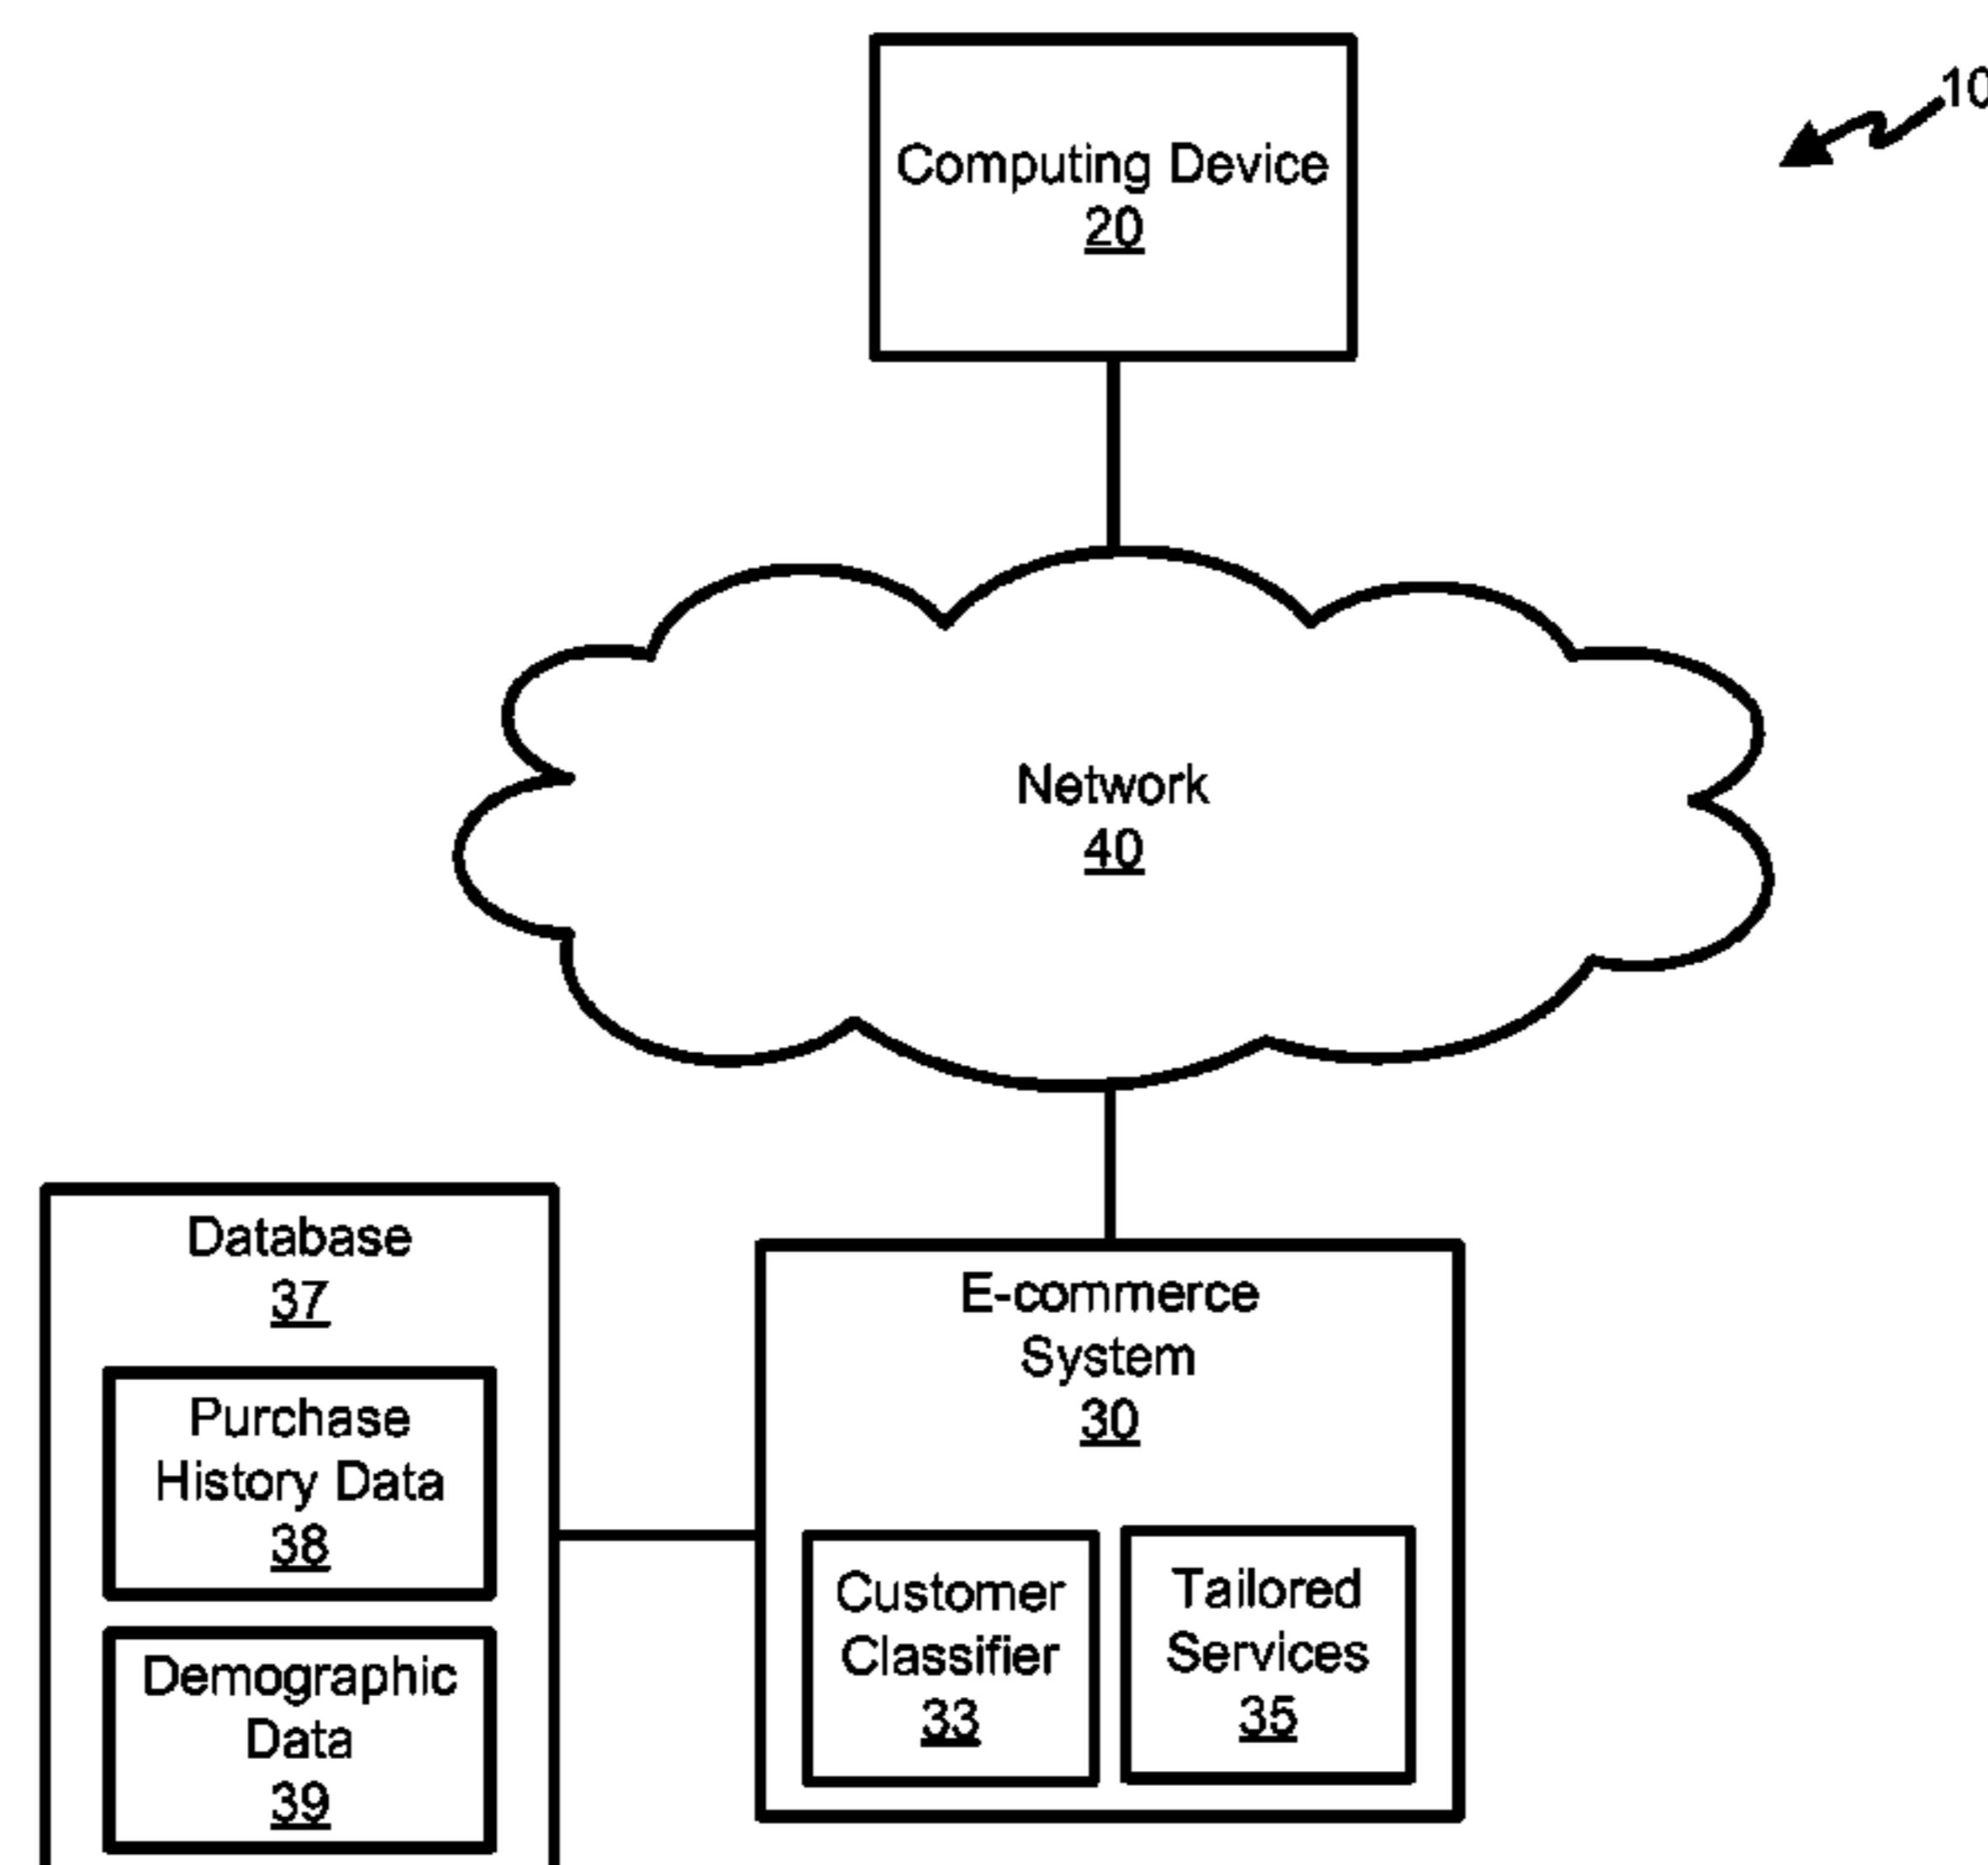 10
Computing Device
20
Network
40
Database
37
Purchase
History Data
38
Demographic
Data
39
E-commerce
System
30
Customer
Classifier
33
Tailored
Services
35